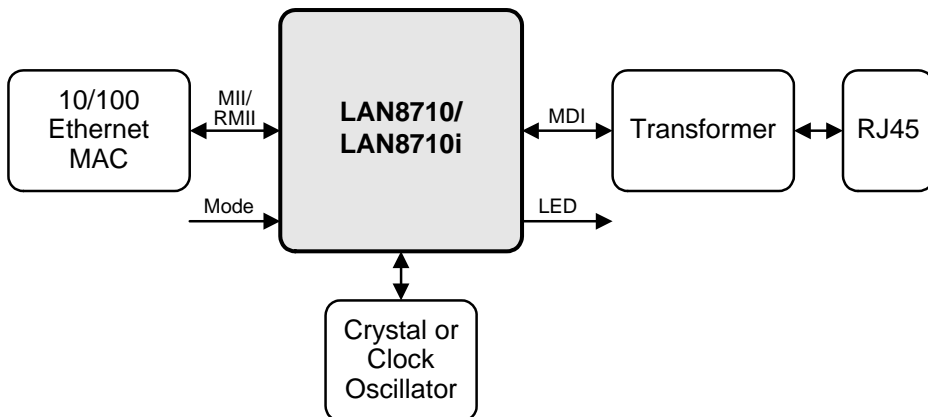 10/100
Ethernet
MAC
MII/
RMII
LAN8710/
LAN8710i
MDI
Transformer
RJ45
Mode
LED
Crystal or
Clock
Oscillator